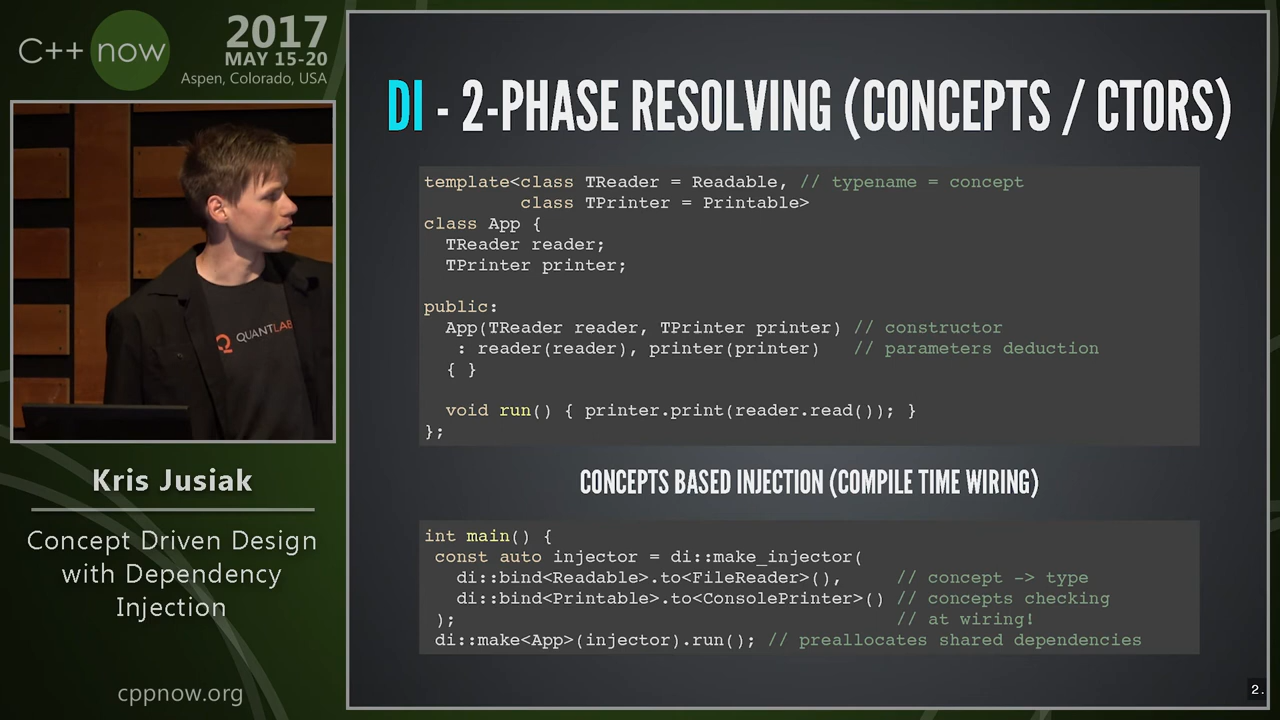 C++ now
2017
MAY 15-20
Aspen, Colorado, USA
QUANTLAB
Kris Jusiak
Concept Driven Design
with Dependency
Injection
cppnow.org
DI - 2-PHASE RESOLVING (CONCEPTS / CTORS)
template<class TReader = Readable, // typename = concept
         class TPrinter = Printable>
class App {
  TReader reader;
  TPrinter printer;
public:
  App(TReader reader, TPrinter printer) // constructor
   : reader(reader), printer(printer)   // parameters deduction
  { }
  void run() { printer.print(reader.read()); }
};
CONCEPTS BASED INJECTION (COMPILE TIME WIRING)
int main() {
 const auto injector = di::make_injector(
   di::bind<Readable>.to<FileReader>(),     // concept -> type
   di::bind<Printable>.to<ConsolePrinter>() // concepts checking
 );                                         // at wiring!
 di::make<App>(injector).run(); // preallocates shared dependencies
2.